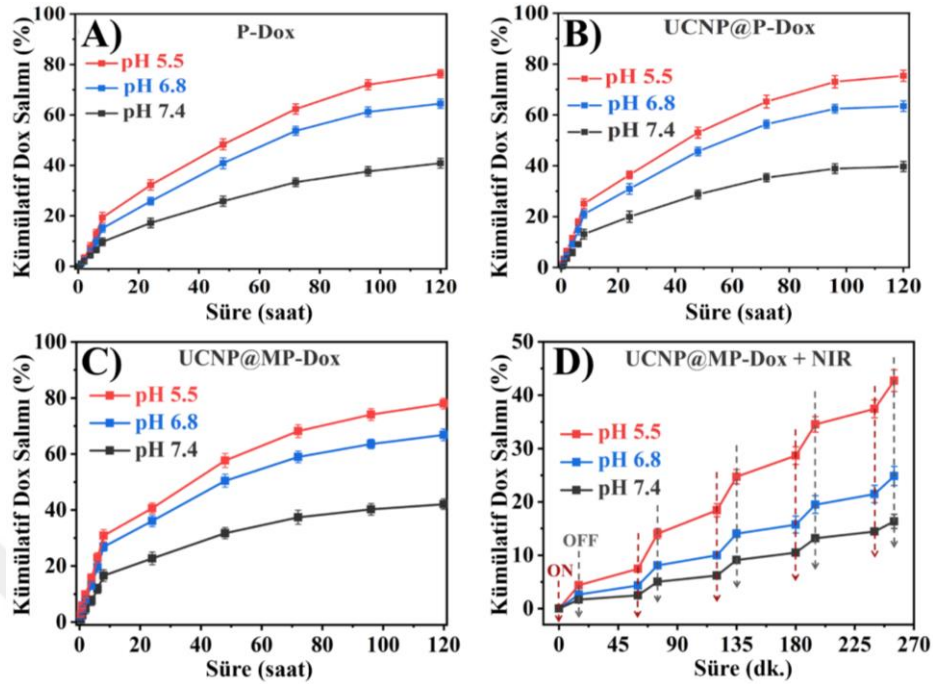 A)
P-Dox
pH 5.5
pH 6.8
pH 7.4
Kümülatif Dox Salımı (%)
100
80
60
40
20
0
0 20 40 60 80 100 120
Süre (saat)
B)
UCNP@P-Dox
pH 5.5
pH 6.8
pH 7.4
Kümülatif Dox Salımı (%)
100
80
60
40
20
0
0 20 40 60 80 100 120
Süre (saat)
C)
UCNP@MP-Dox
pH 5.5
pH 6.8
pH 7.4
Kümülatif Dox Salımı (%)
100
80
60
40
20
0
0 20 40 60 80 100 120
Süre (saat)
D)
UCNP@MP-Dox + NIR
pH 5.5
pH 6.8
pH 7.4
OFF
ON
Kümülatif Dox Salımı (%)
50
40
30
20
10
0
0 45 90 135 180 225 270
Süre (dk.)